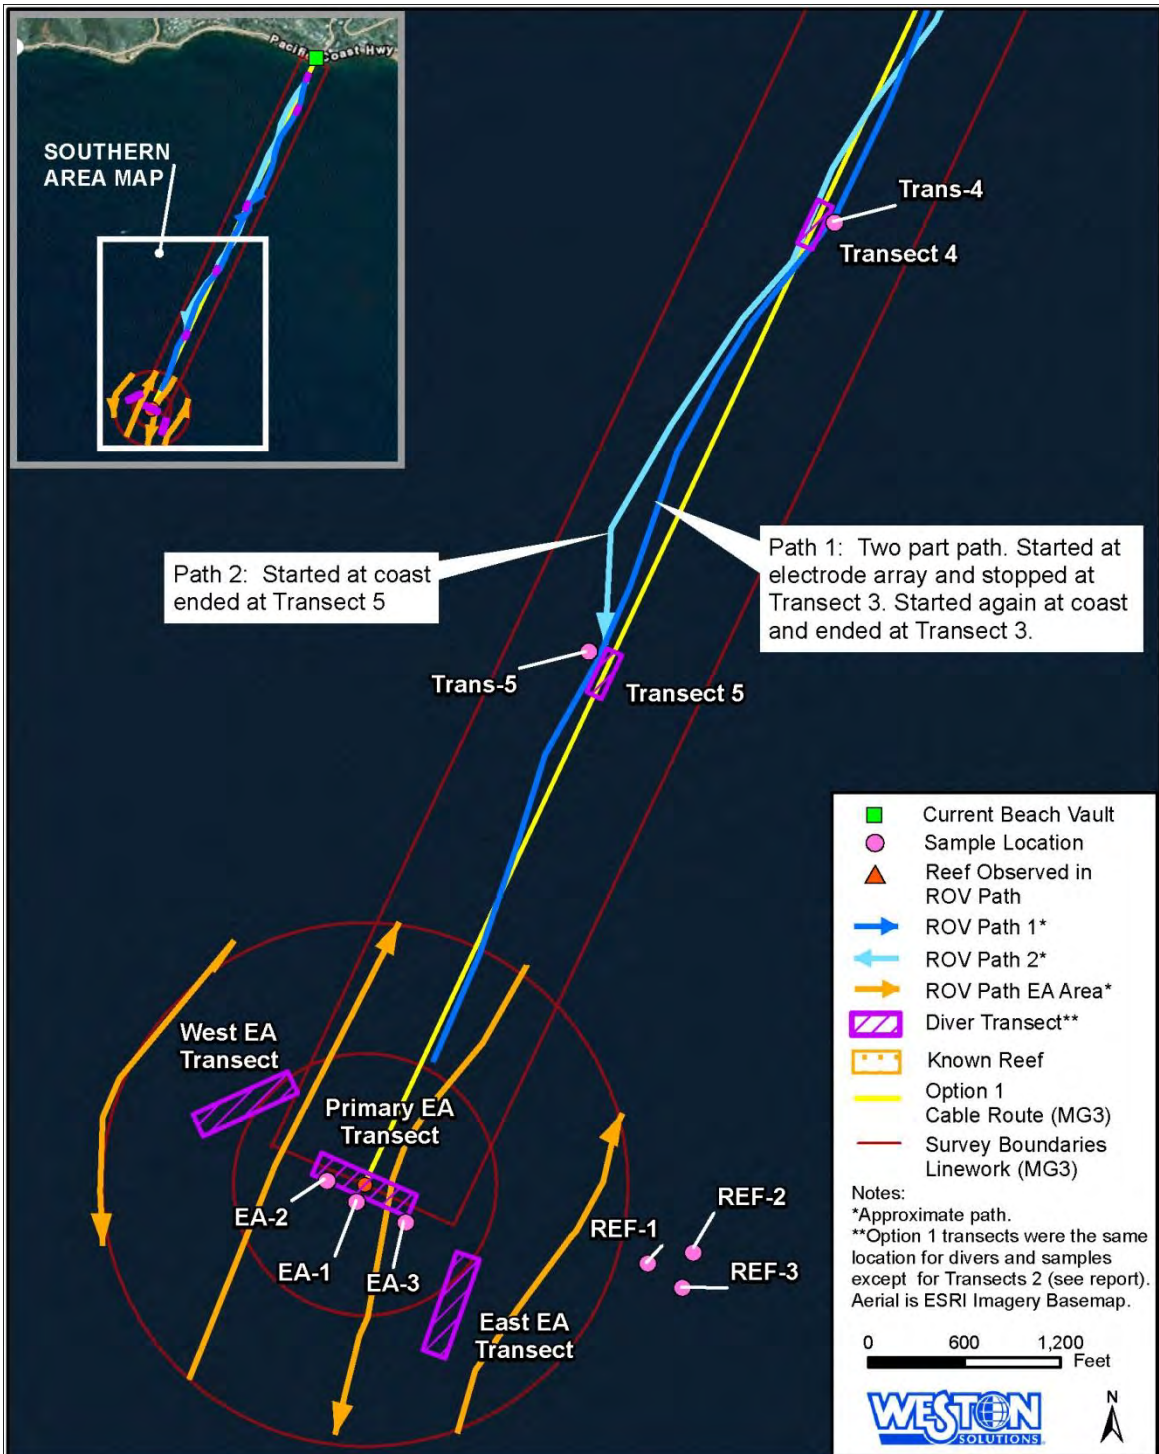 Pacific Coast Hwy
SOUTHERN
AREA MAP
Trans-4
Transect 4
Path 2: Started at coast
ended at Transect 5
Path 1: Two part path. Started at
electrode array and stopped at
Transect 3. Started again at coast
and ended at Transect 3.
Trans-5
Transect 5
West EA
Transect
Primary EA
Transect
EA-2
EA-1
EA-3
East EA
Transect
REF-1
REF-2
REF-3
Current Beach Vault
Sample Location
Reef Observed in
ROV Path
ROV Path 1*
ROV Path 2*
ROV Path EA Area*
Diver Transect**
Known Reef
Option 1
Cable Route (MG3)
Survey Boundaries
Linework (MG3)
Notes:
*Approximate path.
**Option 1 transects were the same
location for divers and samples
except for Transects 2 (see report).
Aerial is ESRI Imagery Basemap.
0 600 1,200
Feet
WESTON
SOLUTIONS
N